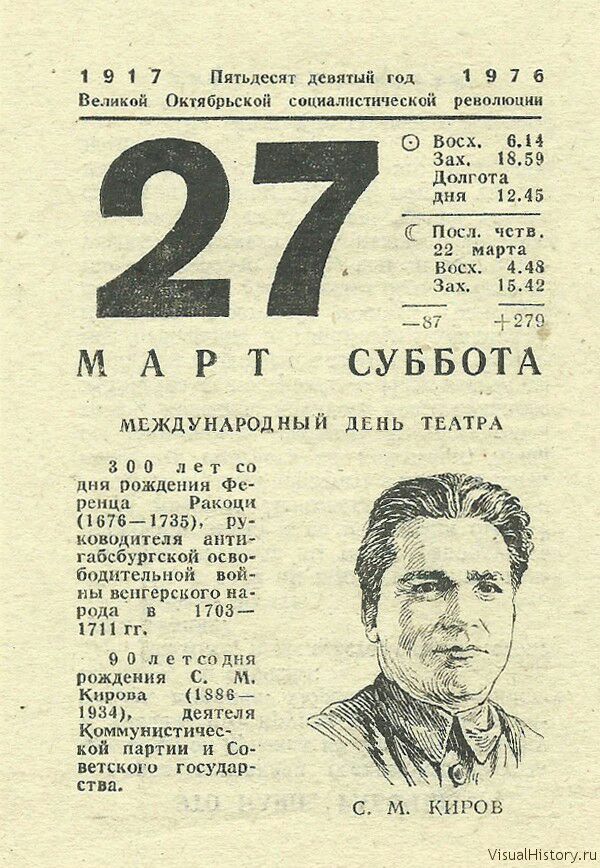 1917 Пятьдесят девятый год 1976
Великой Октябрьской социалистической революции
27
Восх. 6.14
Зах. 18.59
Долгота
дня 12.45
Посл. четв.
22 марта
Восх. 4.48
Зах. 15.42
—87 +279
МАРТ СУББОТА
МЕЖДУНАРОДНЫЙ ДЕНЬ ТЕАТРА
300 лет со
дня рождения Фе-
ренца Ракоци
(1676—1735), ру-
ководителя анти-
габсбургской осво-
бодительной вой-
ны венгерского на-
рода в 1703—
1711 гг.
90 лет со дня
рождения С. М.
Кирова (1886—
1934), деятеля
Коммунистичес-
кой партии и Со-
ветского государ-
ства.
С. М. КИРОВ
VisualHistory.ru